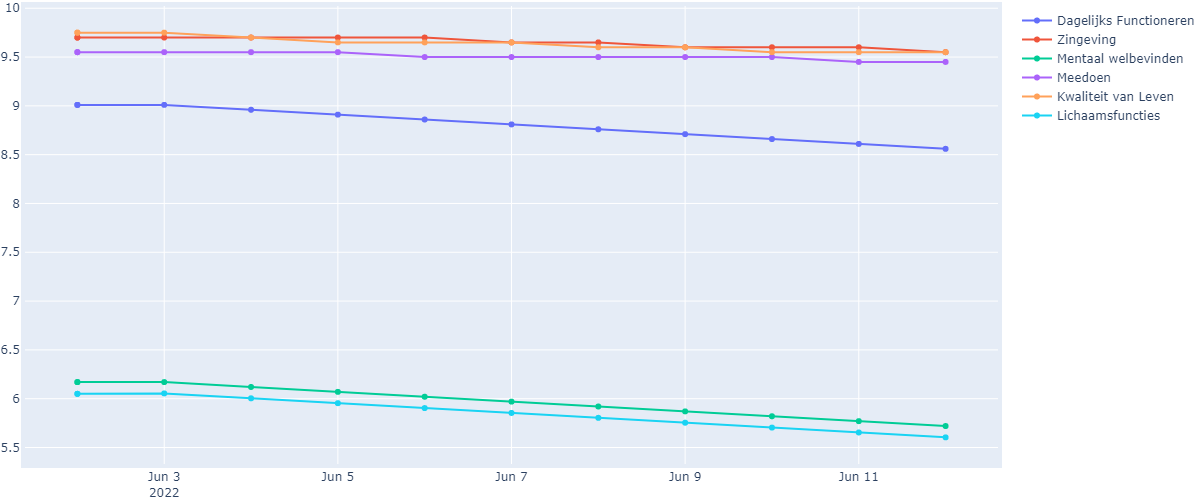 10
9.5
9
8.5
8
7.5
7
6.5
6
5.5
Jun 3
2022
Jun 5
Jun 7
Jun 9
Jun 11
Dagelijks Functioneren
Zingeving
Mentaal welbevinden
Meedoen
Kwaliteit van Leven
Lichaamsfuncties